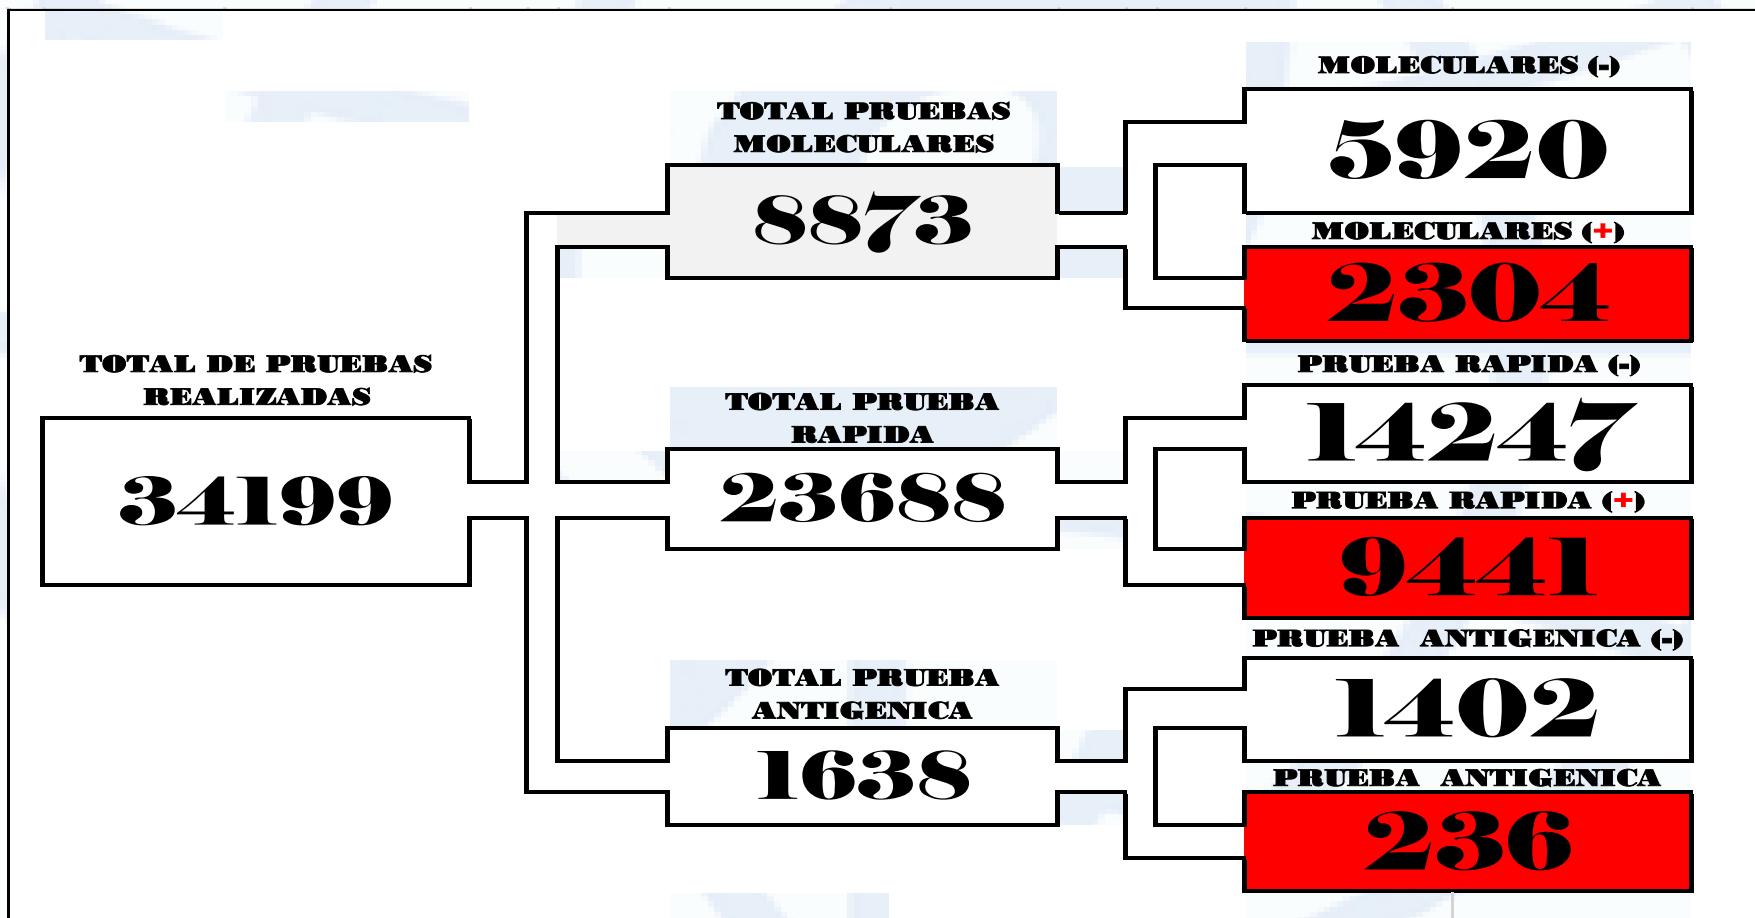 TOTAL DE PRUEBAS
REALIZADAS
34199
TOTAL PRUEBAS
MOLECULARES
8873
MOLECULARES (-)
5920
MOLECULARES (+)
2304
TOTAL PRUEBA
RAPIDA
23688
PRUEBA RAPIDA (-)
14247
PRUEBA RAPIDA (+)
9441
TOTAL PRUEBA
ANTIGENICA
1638
PRUEBA ANTIGENICA (-)
1402
PRUEBA ANTIGENICA
236